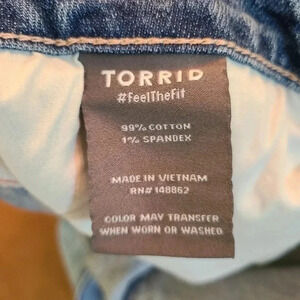 TORRID
#FeelTheFit
99% COTTON
1% SPANDEX
MADE IN VIETNAM
RN# 148862
COLOR MAY TRANSFER
WHEN WORN OR WASHED